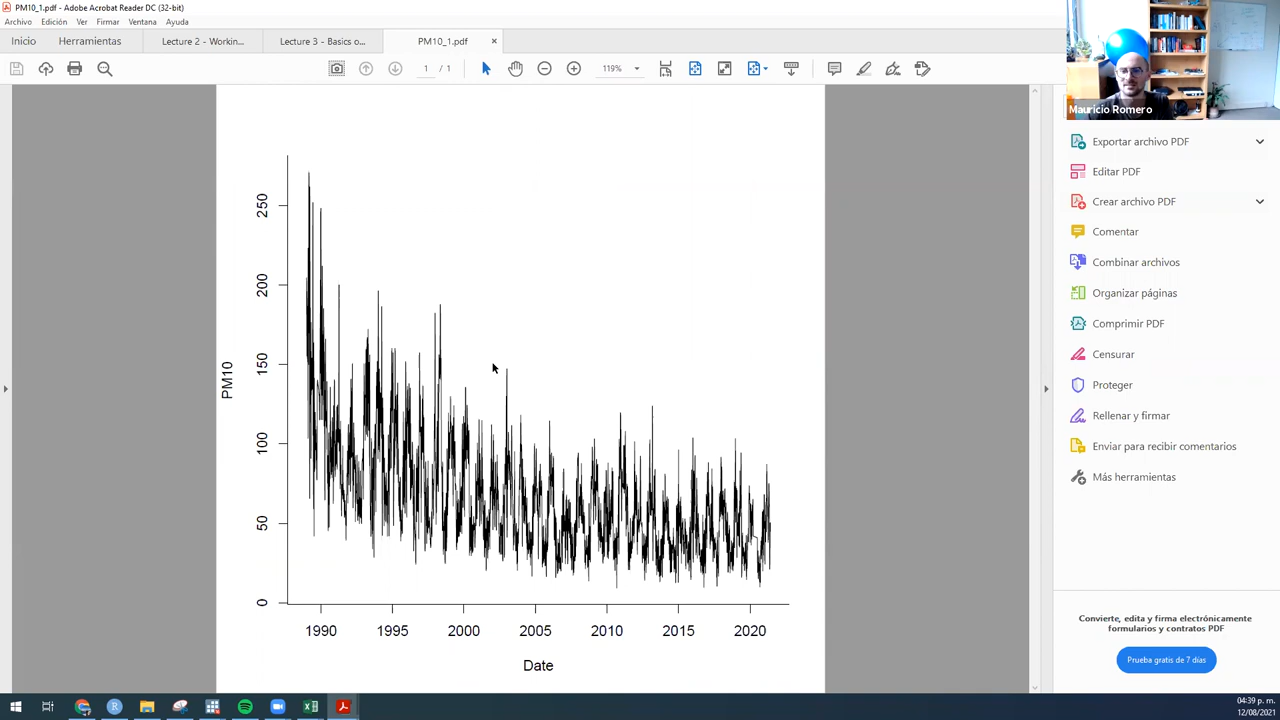 PM10_1.pdf - Adobe Acrobat Reader DC (32-bit)
Archivo Edición Ver Firmar Ventana Ayuda
Inicio Herramientas Lecture 2 - Workin... Lecture 3 - Basics o... PM10_1.pdf ×
1 / 1 119%
Mauricio Romero
Exportar archivo PDF
Editar PDF
Crear archivo PDF
Comentar
Combinar archivos
Organizar páginas
Comprimir PDF
Censurar
Proteger
Rellenar y firmar
Enviar para recibir comentarios
Más herramientas
Convierte, edita y firma electrónicamente
formularios y contratos PDF
Prueba gratis de 7 días
PM10
250
200
150
100
50
0
1990 1995 2000 2005 2010 2015 2020
Date
04:39 p. m.
12/08/2021